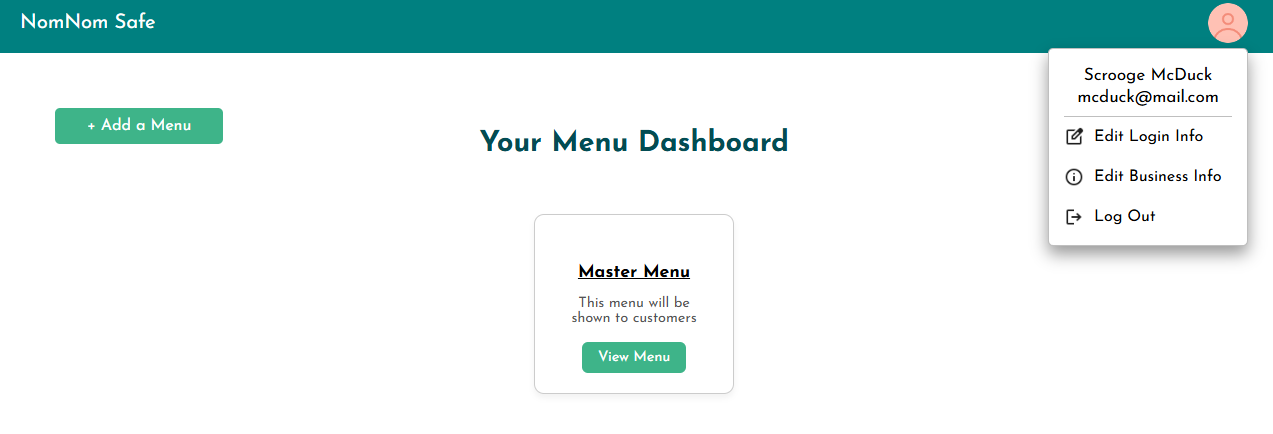 NomNom Safe
Scrooge McDuck
mcduck@mail.com
Edit Login Info
Edit Business Info
Log Out
+ Add a Menu
Your Menu Dashboard
Master Menu
This menu will be
shown to customers
View Menu